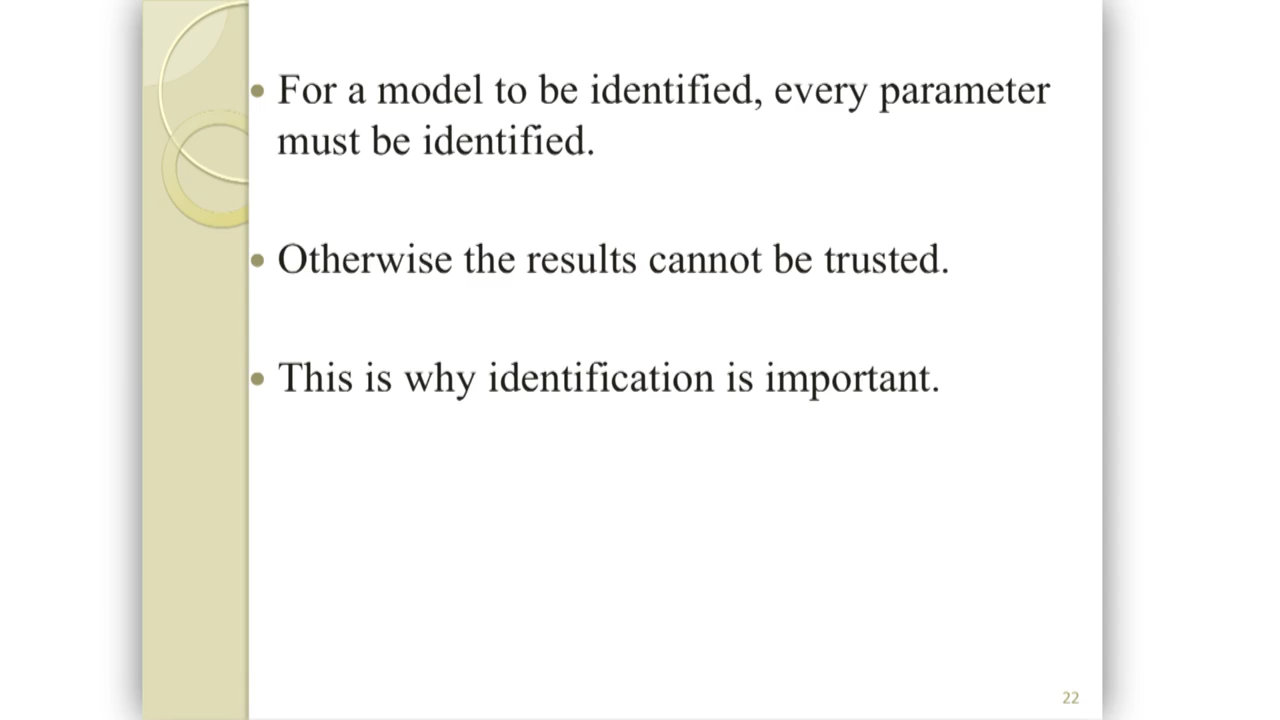 • For a model to be identified, every parameter
must be identified.
• Otherwise the results cannot be trusted.
• This is why identification is important.
22